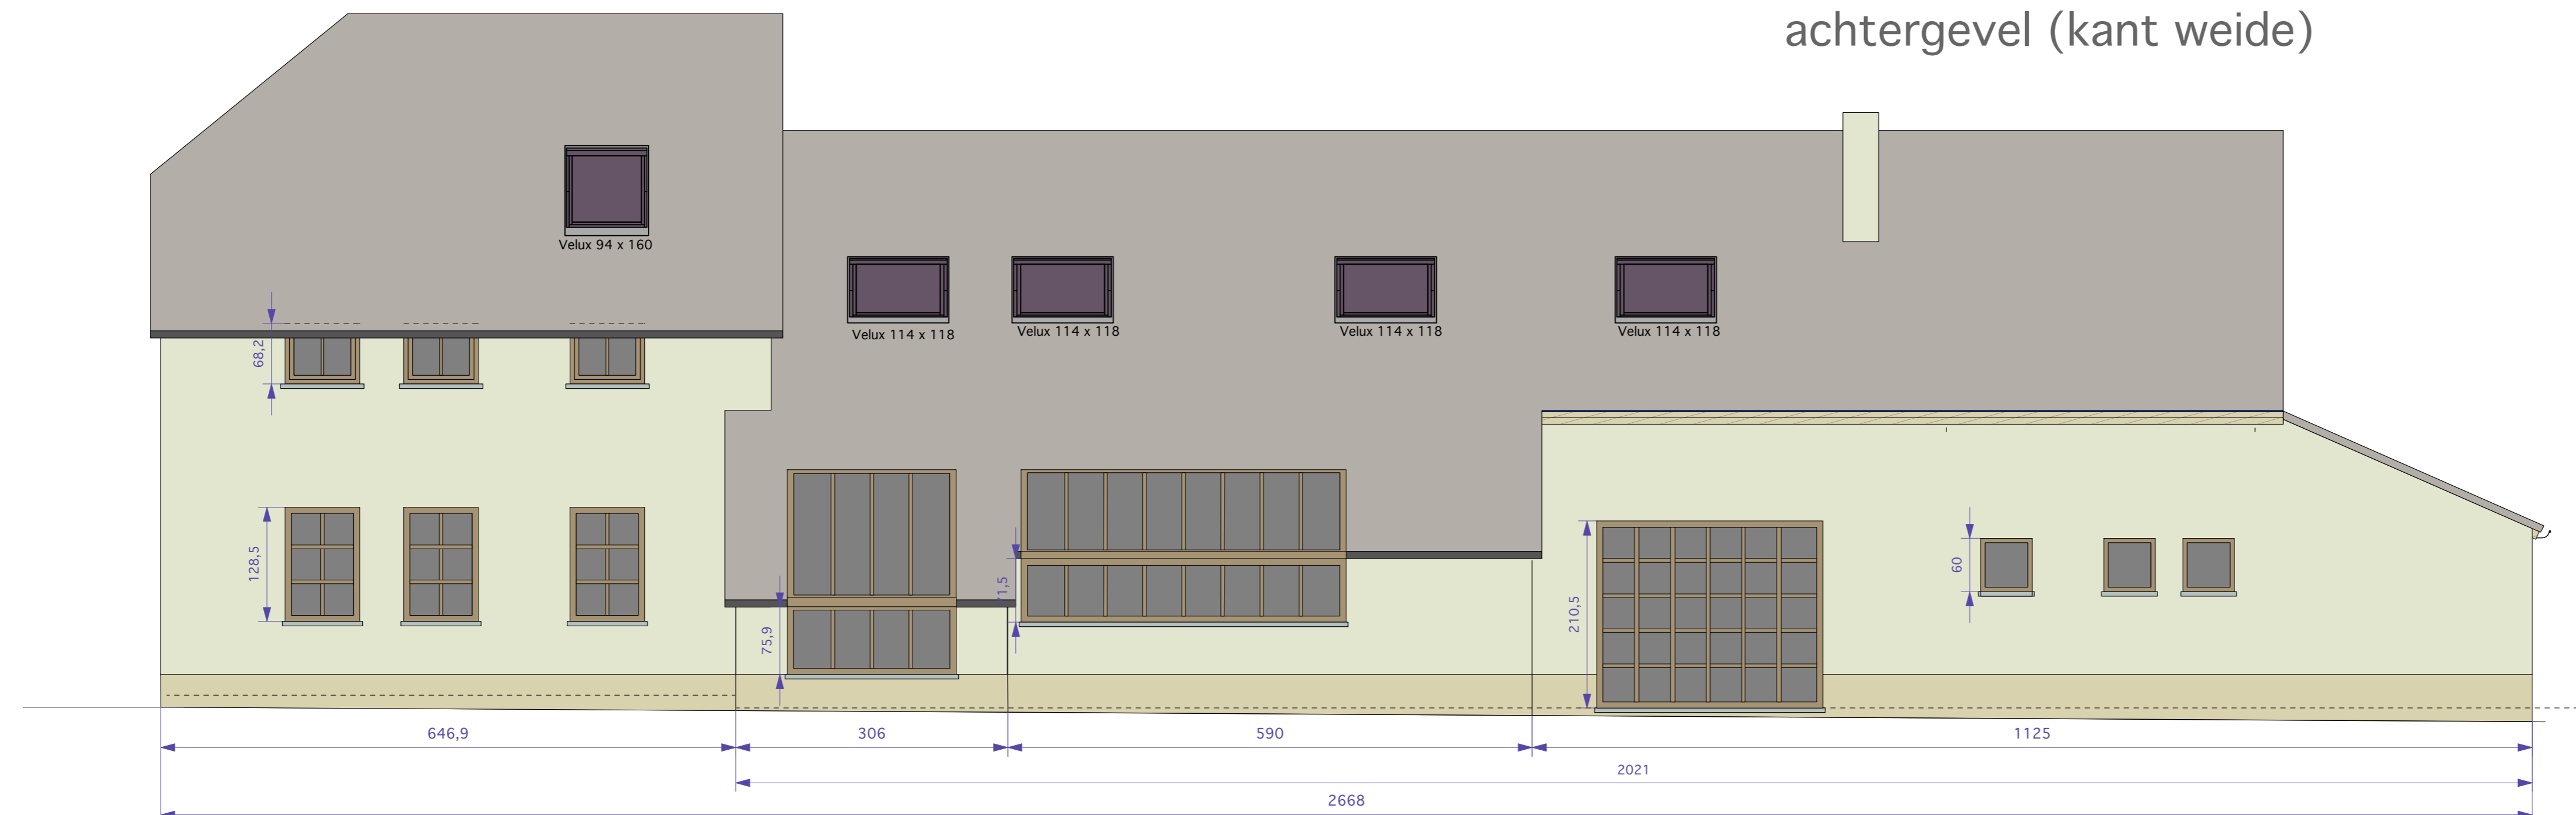 achtergevel (kant weide)
Velux 94 x 160
Velux 114 x 118
Velux 114 x 118
Velux 114 x 118
Velux 114 x 118
68,2
128,5
75,9
1,5
210,5
60
646,9
306
590
1125
2021
2668